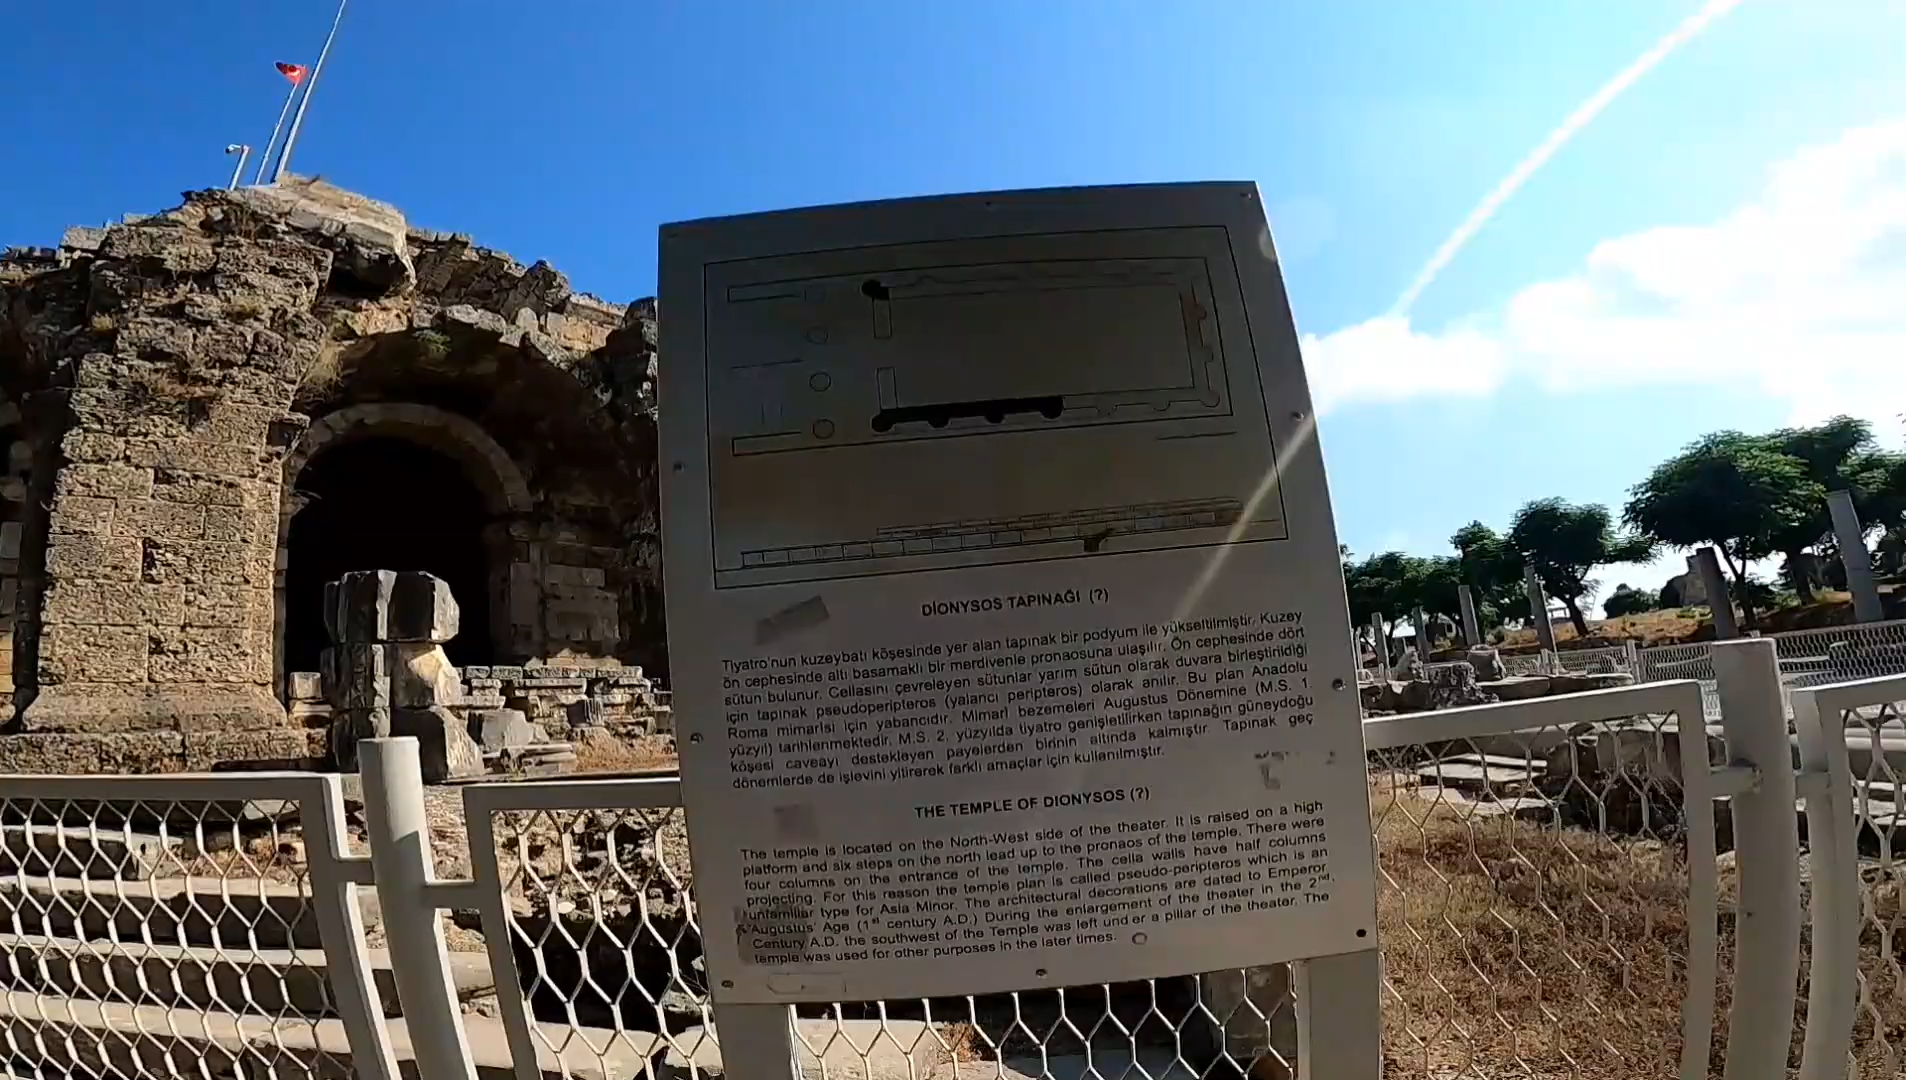 DİONYSOS TAPINAĞI (?)
Tiyatro'nun kuzeybatı köşesinde yer alan tapınak bir podyum ile yükseltilmiştir. Kuzey
ön cephesinde altı basamaklı bir merdivenle pronaosuna ulaşılır. Ön cephesinde dört
sütun bulunur. Cellasını çevreleyen sütunlar yarım sütun olarak duvara birleştirildiği
için tapınak pseudoperipteros (yalancı peripteros) olarak anılır. Bu plan Anadolu
Roma mimarisi için yabancıdır. Mimari bezemeleri Augustus Dönemine (M.S. 1.
yüzyıl) tarihlenmektedir. M.S. 2. yüzyılda tiyatro genişletilirken tapınağın güneydoğu
köşesi caveayı destekleyen payelerden birinin altında kalmıştır. Tapınak geç
dönemlerde de işlevini yitirerek farklı amaçlar için kullanılmıştır.
THE TEMPLE OF DIONYSOS (?)
The temple is located on the North-West side of the theater. It is raised on a high
platform and six steps on the north lead up to the pronaos of the temple. There were
four columns on the entrance of the temple. The cella walls have half columns
projecting. For this reason the temple plan is called pseudo-peripteros which is an
unfamiliar type for Asia Minor. The architectural decorations are dated to Emperor
Augustus' Age (1st century A.D.) During the enlargement of the theater in the 2nd.
Century A.D. the southwest of the Temple was left under a pillar of the theater. The
temple was used for other purposes in the later times.